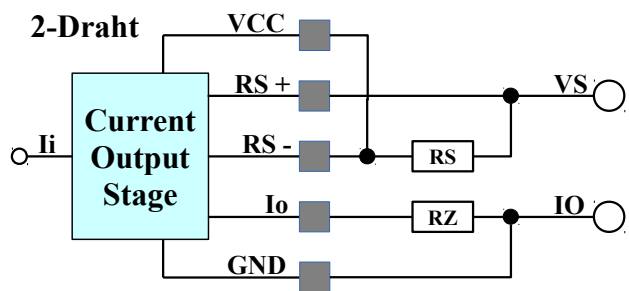 2-Draht
VCC
RS +
VS
Current
Output
Stage
Ii
RS -
RS
Io
RZ
IO
GND